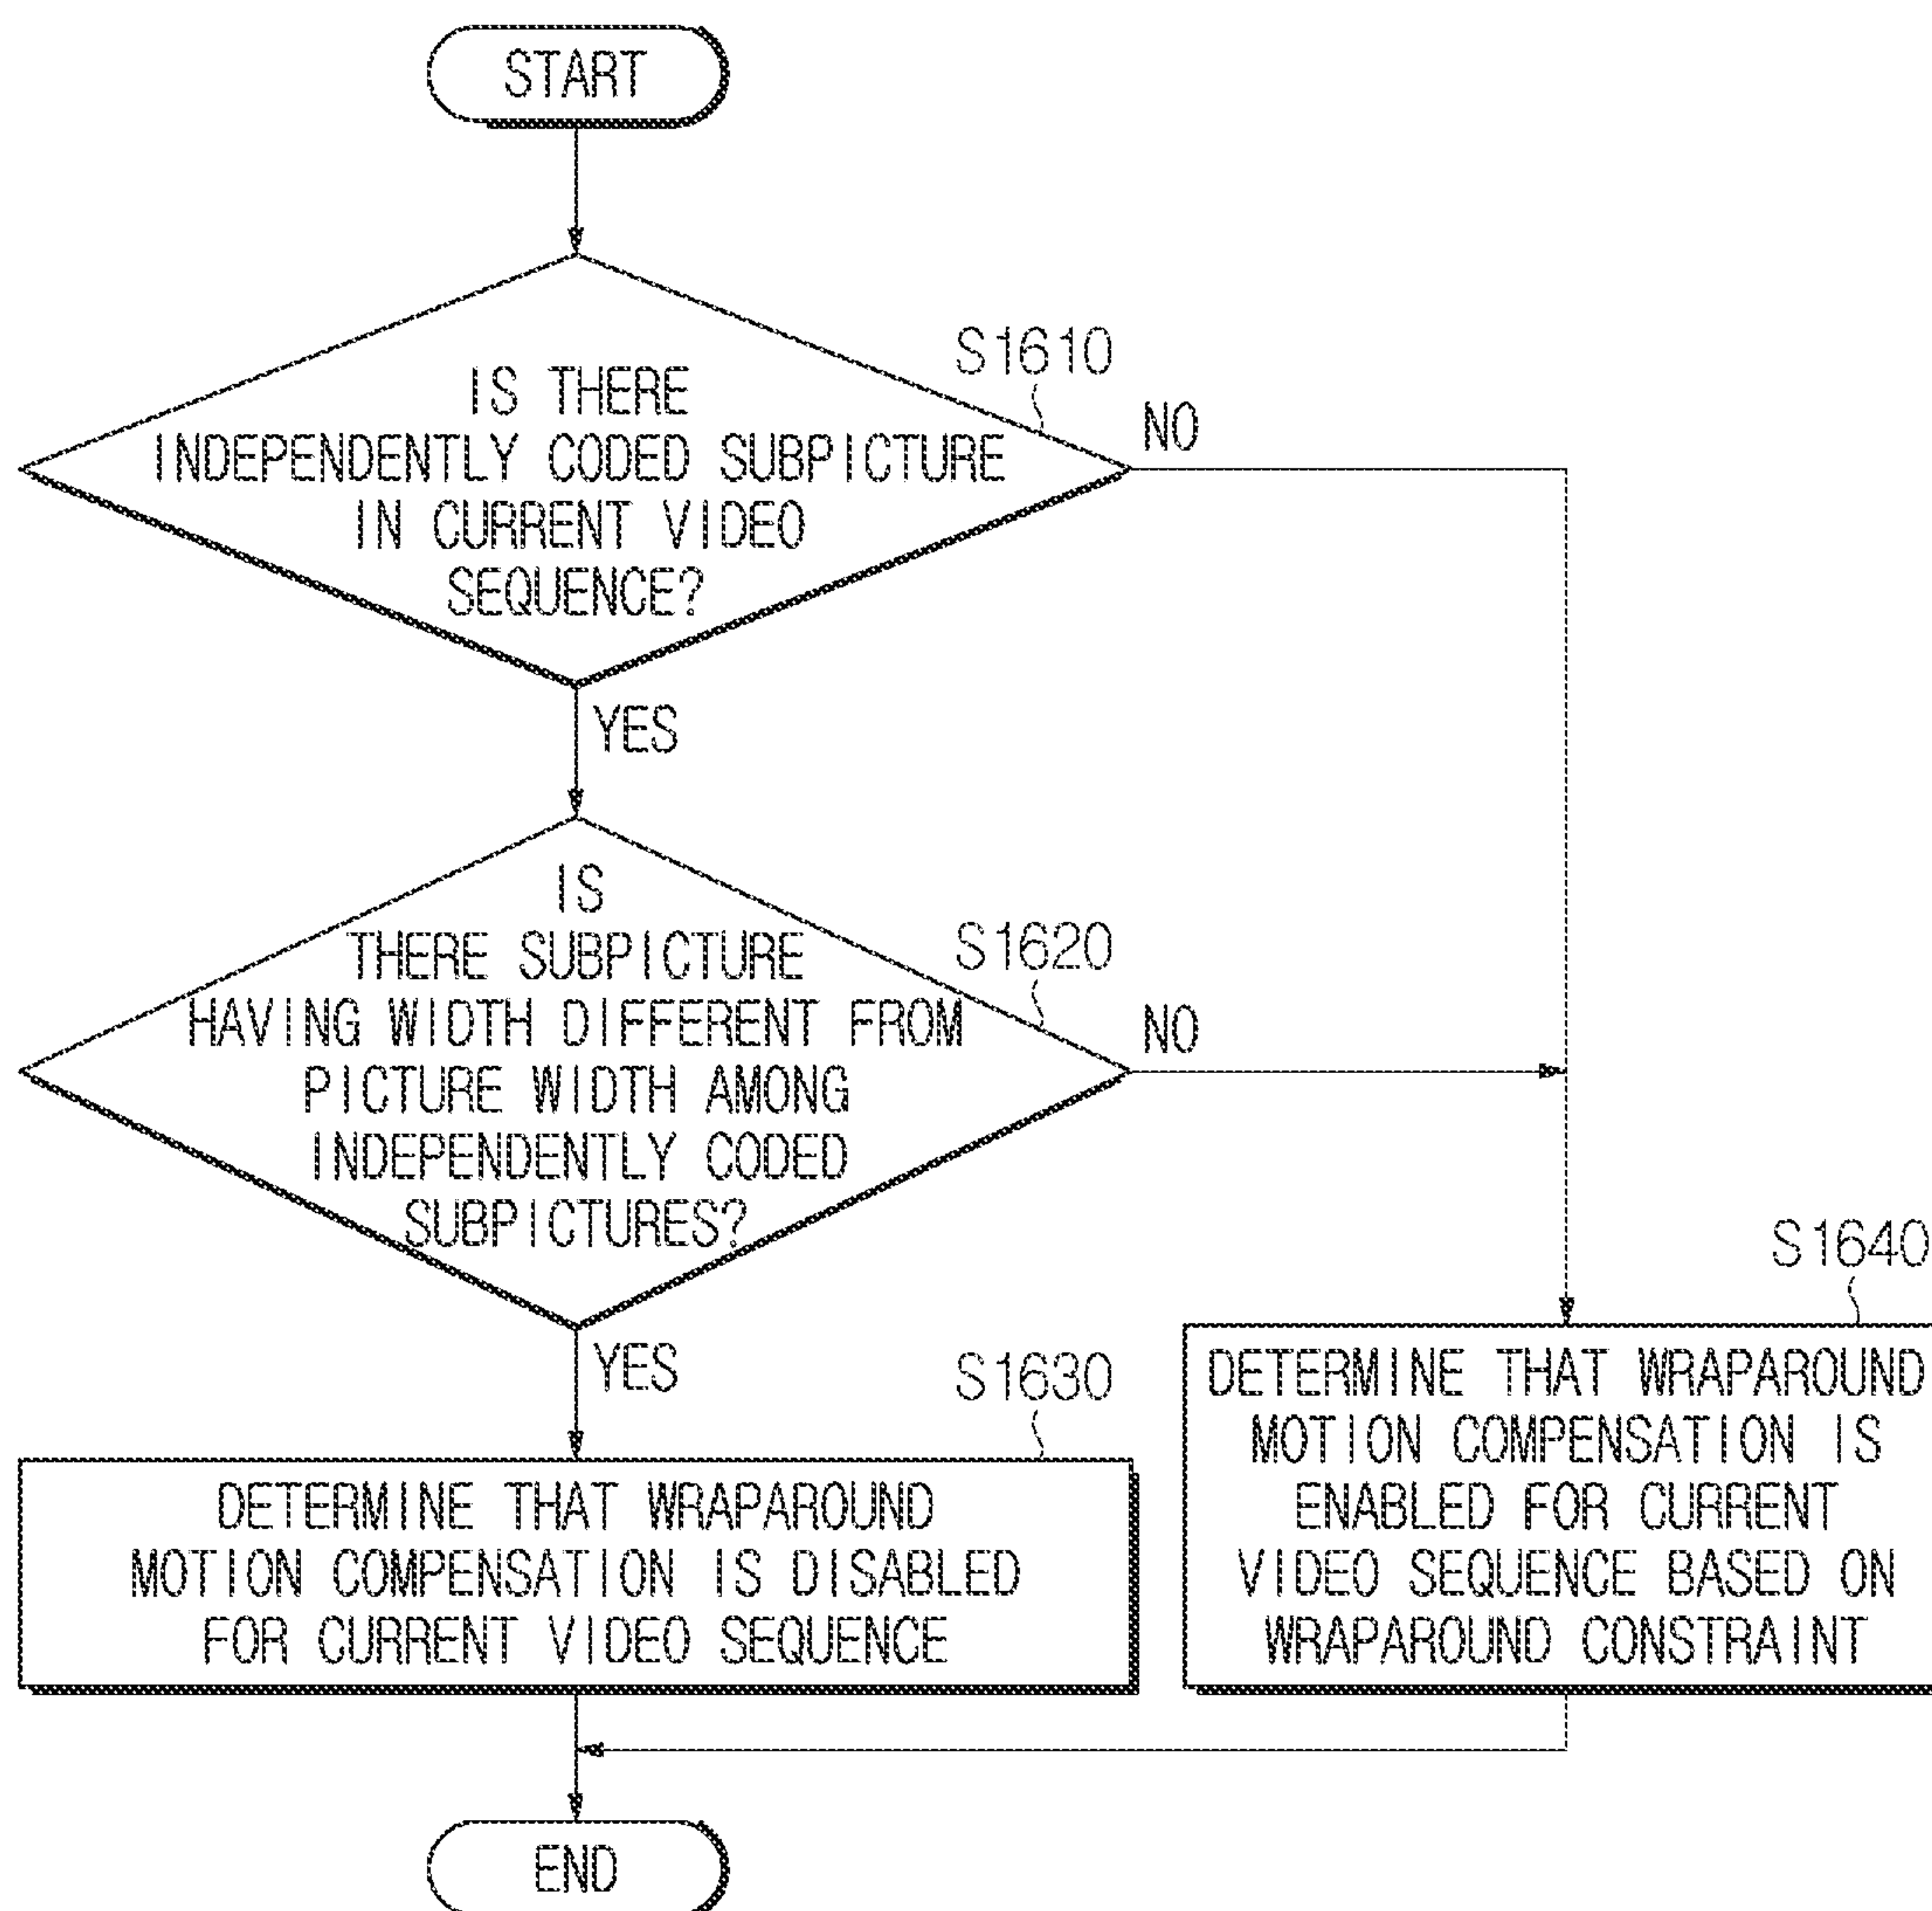 START
S1610
IS THERE
INDEPENDENTLY CODED SUBPICTURE
IN CURRENT VIDEO
SEQUENCE?
NO
YES
S1620
IS
THERE SUBPICTURE
HAVING WIDTH DIFFERENT FROM
PICTURE WIDTH AMONG
INDEPENDENTLY CODED
SUBPICTURES?
NO
YES
S1630
DETERMINE THAT WRAPAROUND
MOTION COMPENSATION IS DISABLED
FOR CURRENT VIDEO SEQUENCE
S1640
DETERMINE THAT WRAPAROUND
MOTION COMPENSATION IS
ENABLED FOR CURRENT
VIDEO SEQUENCE BASED ON
WRAPAROUND CONSTRAINT
END